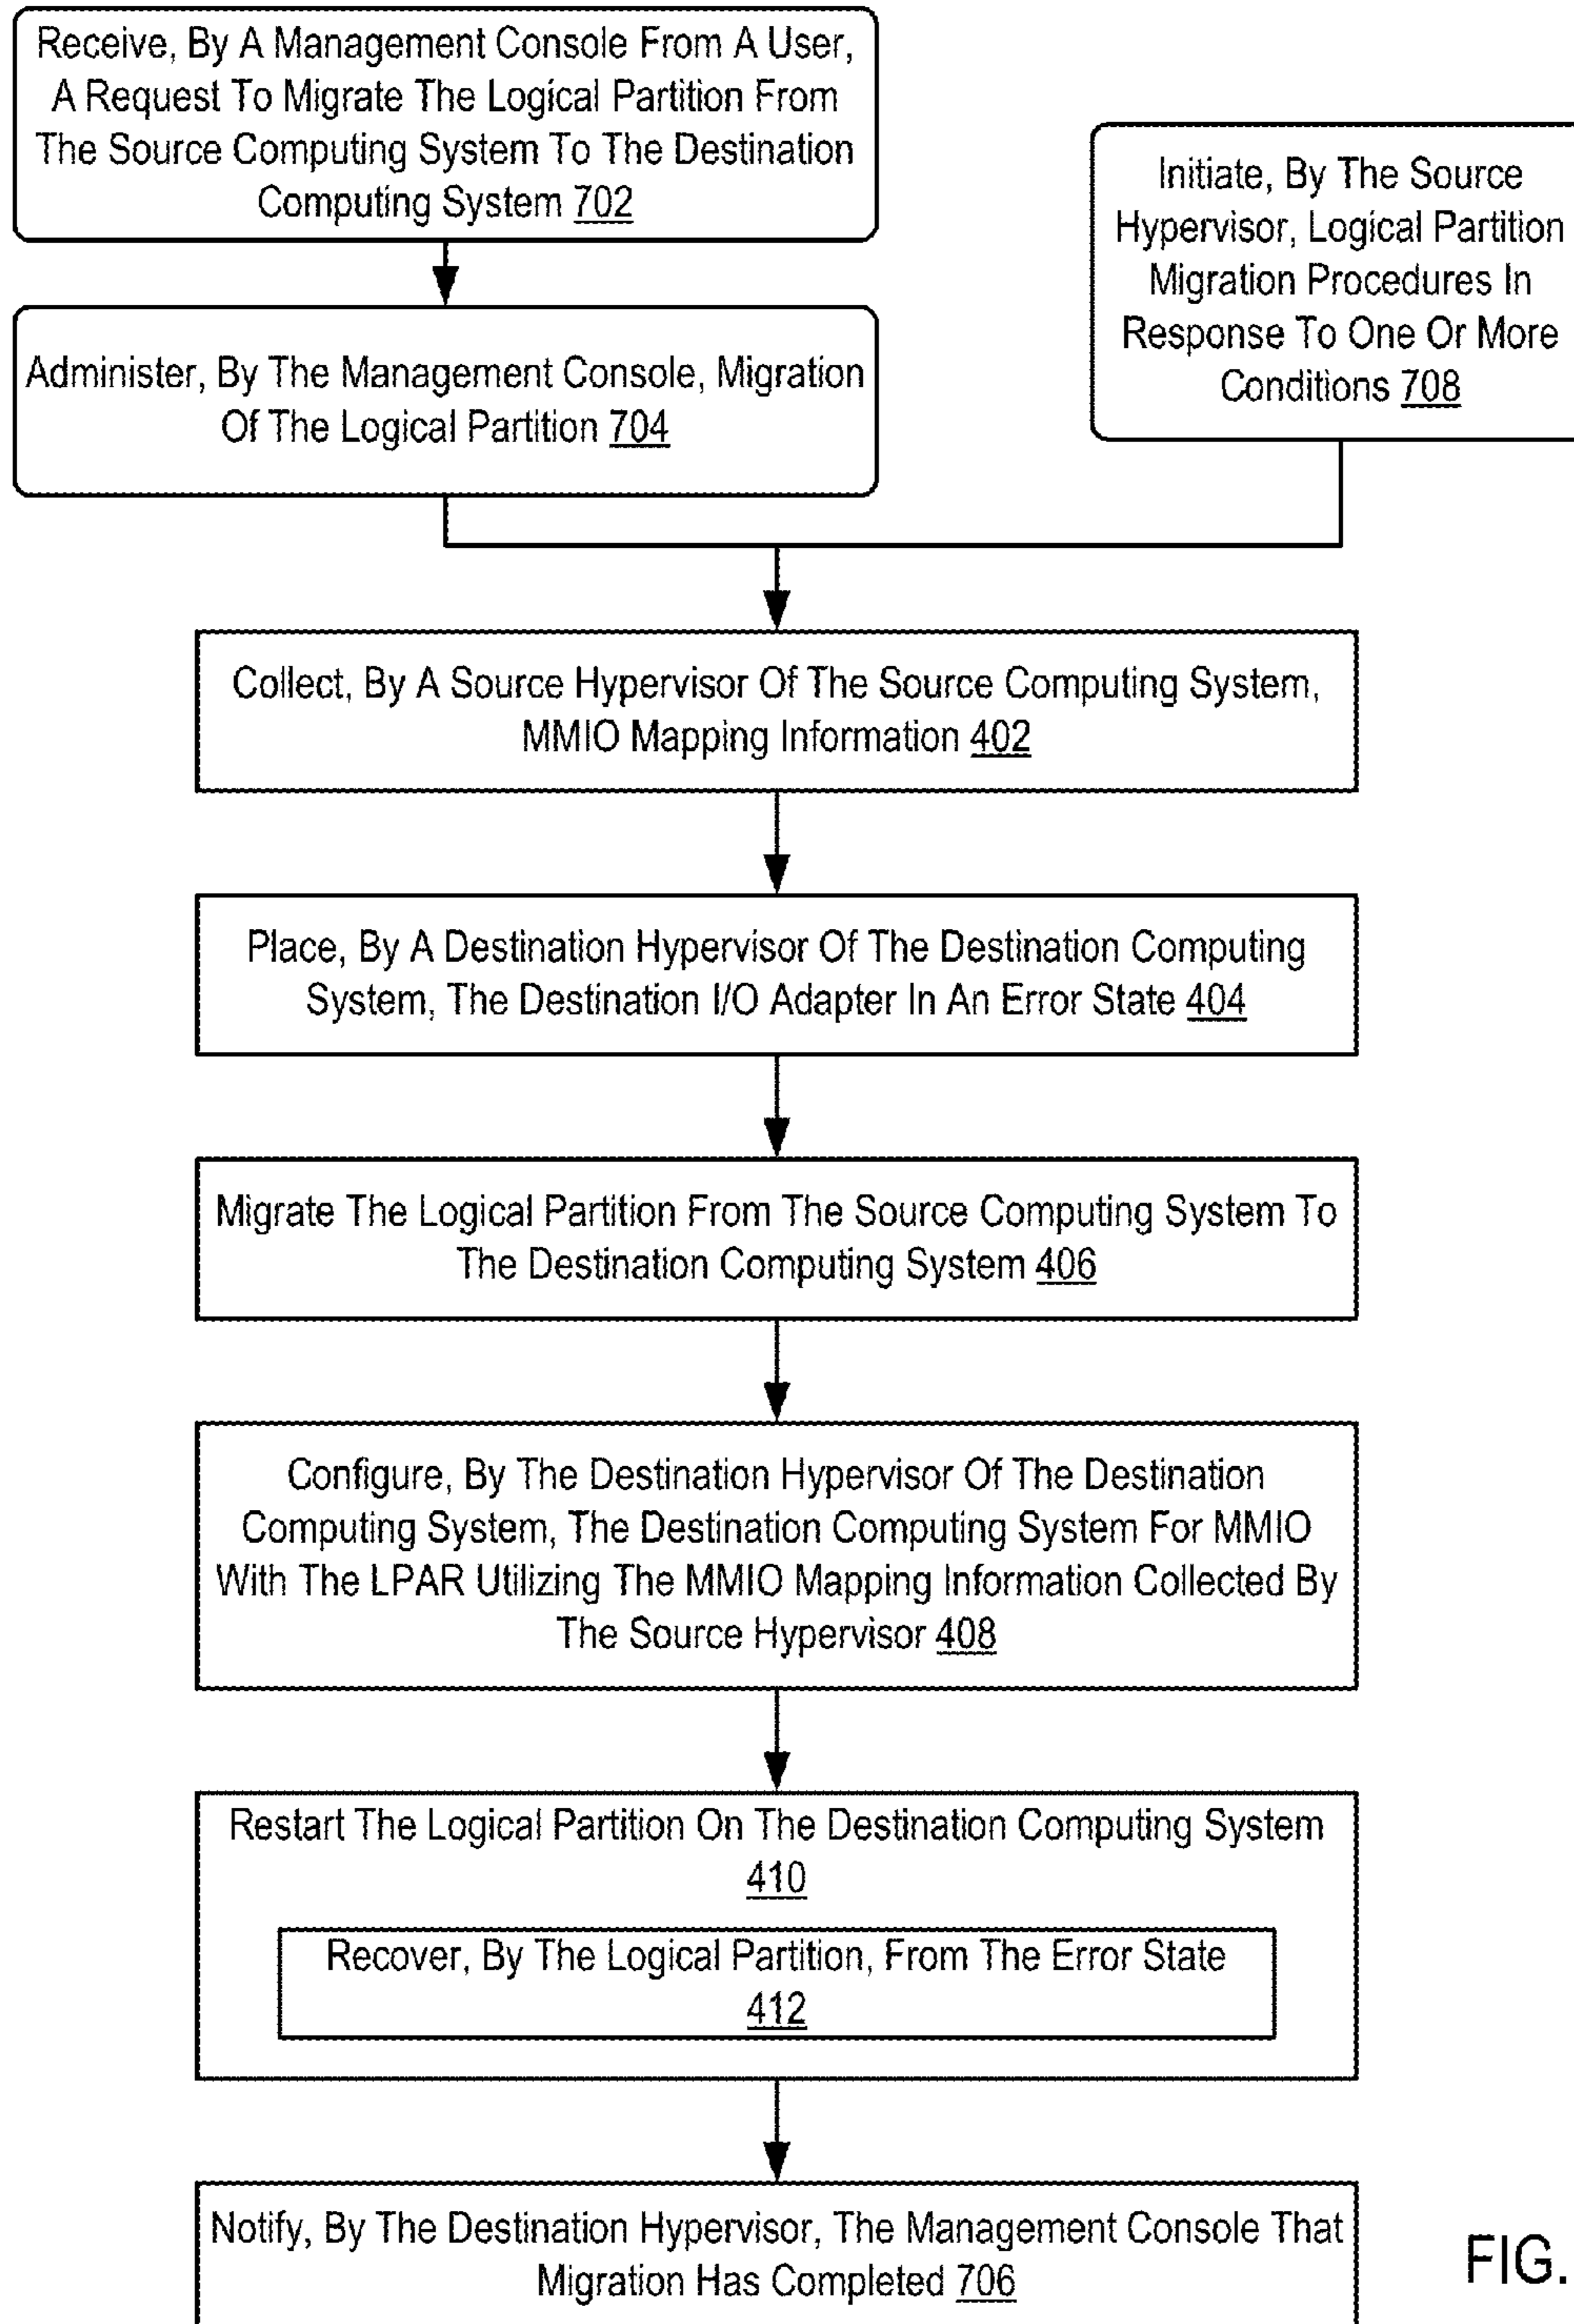 Receive, By A Management Console From A User,
A Request To Migrate The Logical Partition From
The Source Computing System To The Destination
Computing System 702
Administer, By The Management Console, Migration
Of The Logical Partition 704
Initiate, By The Source
Hypervisor, Logical Partition
Migration Procedures In
Response To One Or More
Conditions 708
Collect, By A Source Hypervisor Of The Source Computing System,
MMIO Mapping Information 402
Place, By A Destination Hypervisor Of The Destination Computing
System, The Destination I/O Adapter In An Error State 404
Migrate The Logical Partition From The Source Computing System To
The Destination Computing System 406
Configure, By The Destination Hypervisor Of The Destination
Computing System, The Destination Computing System For MMIO
With The LPAR Utilizing The MMIO Mapping Information Collected By
The Source Hypervisor 408
Restart The Logical Partition On The Destination Computing System
410
Recover, By The Logical Partition, From The Error State
412
Notify, By The Destination Hypervisor, The Management Console That
Migration Has Completed 706
FIG.